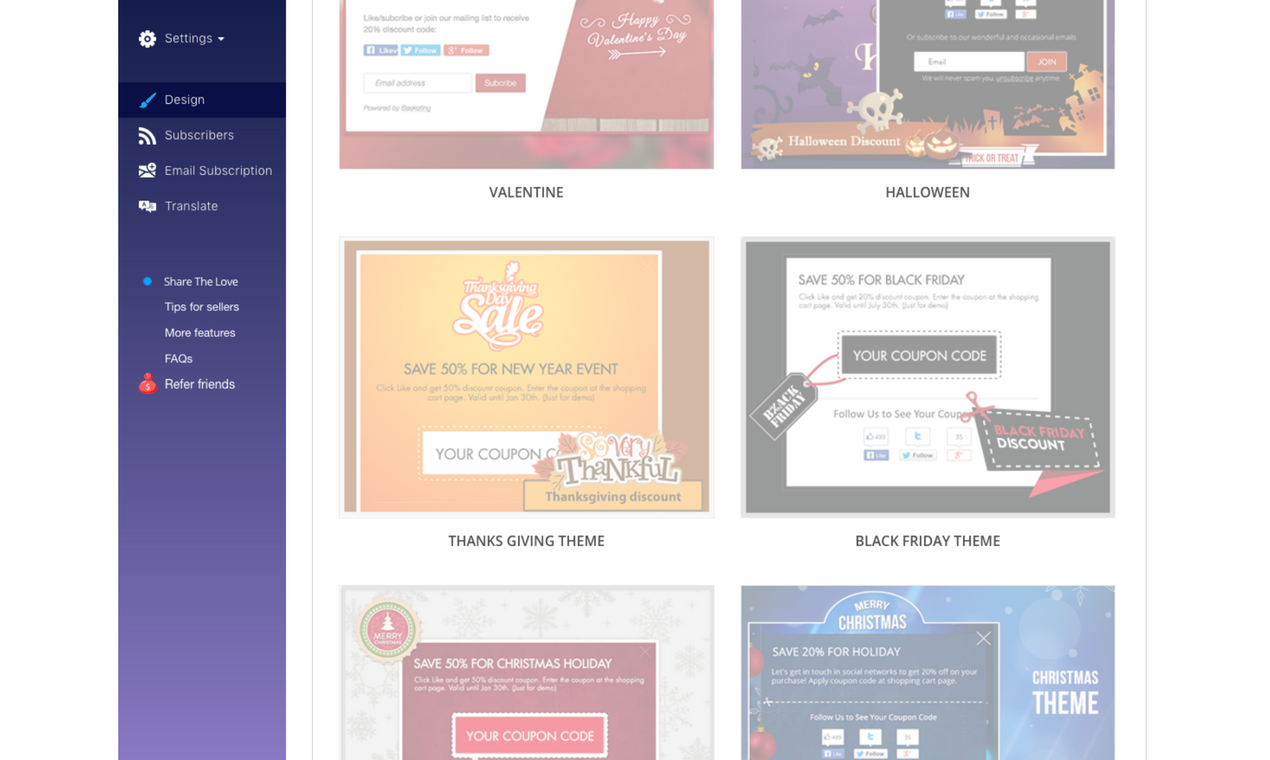 Settings
Design
Subscribers
Email Subscription
Translate
Share The Love
Tips for sellers
More features
FAQs
Refer friends
Like/subcribe or join our mailing list to receive
20% discount code:
Like
Follow
Follow
Email address
Subcribe
Powered by Beeketing
Happy
Valentine's Day
VALENTINE
Like
Follow
Or subscribe to our wonderful and occasional emails
Email
JOIN
We will never spam you, unsubscribe anytime.
Halloween Discount
TRICK OR TREAT
HALLOWEEN
Thanksgiving
Day
Sale
SAVE 50% FOR NEW YEAR EVENT
Click Like and get 50% discount coupon. Enter the coupon at the shopping
cart page. Valid until Jan 30th. (Just for demo)
YOUR COUPON C
SO VERY
THANKFUL
Thanksgiving discount
THANKS GIVING THEME
SAVE 50% FOR BLACK FRIDAY
Click Like and get 20% discount coupon. Enter the coupon at the shopping
cart page. Valid until July 30th. (Just for demo)
YOUR COUPON CODE
BZACK
FRIDAY
Follow Us to See Your Coupo
499
35
Like
Follow
BLACK FRIDAY
DISCOUNT
BLACK FRIDAY THEME
MERRY
CHRISTMAS
SAVE 50% FOR CHRISTMAS HOLIDAY
Click Like and get 50% discount coupon. Enter the coupon at the shopping
cart page. Valid until Jan 30th. (Just for demo)
YOUR COUPON CODE
MERRY
CHRISTMAS
SAVE 20% FOR HOLIDAY
Let's get in touch in social networks to get 20% off on your
purchase! Apply coupon code at shopping cart page.
Follow Us to See Your Coupon Code
499
35
Like
Follow
CHRISTMAS
THEME